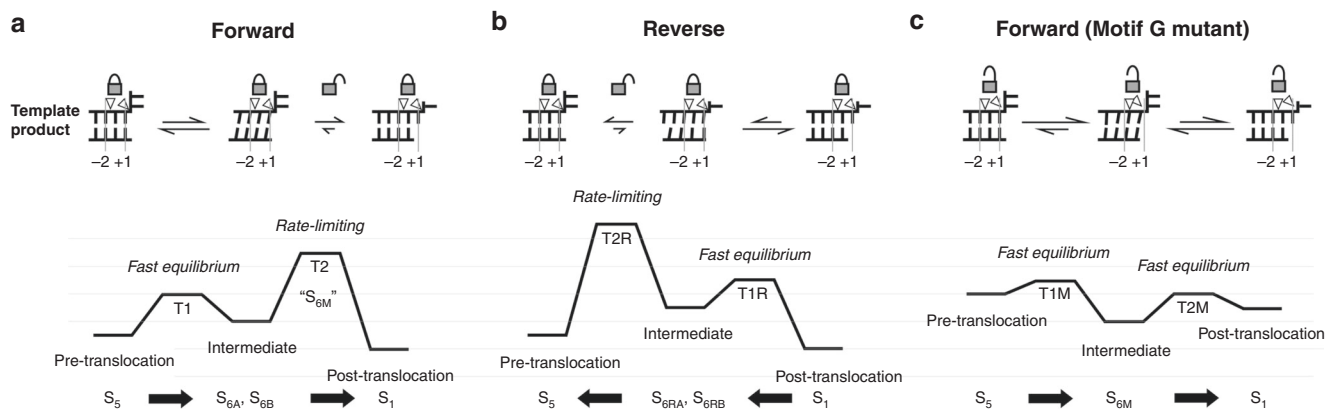 a
Forward
Template
product
−2 +1
−2 +1
−2 +1
Rate-limiting
Fast equilibrium
T2
"S6M"
T1
Intermediate
Pre-translocation
Post-translocation
S5
S6A, S6B
S1
b
Reverse
−2 +1
−2 +1
−2 +1
Rate-limiting
T2R
Fast equilibrium
T1R
Intermediate
Pre-translocation
Post-translocation
S5
S6RA, S6RB
S1
c
Forward (Motif G mutant)
−2 +1
−2 +1
−2 +1
Fast equilibrium
Fast equilibrium
T1M
T2M
Pre-translocation
Intermediate
Post-translocation
S5
S6M
S1